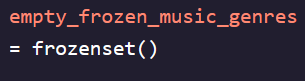 empty_frozen_music_genres
= frozenset()